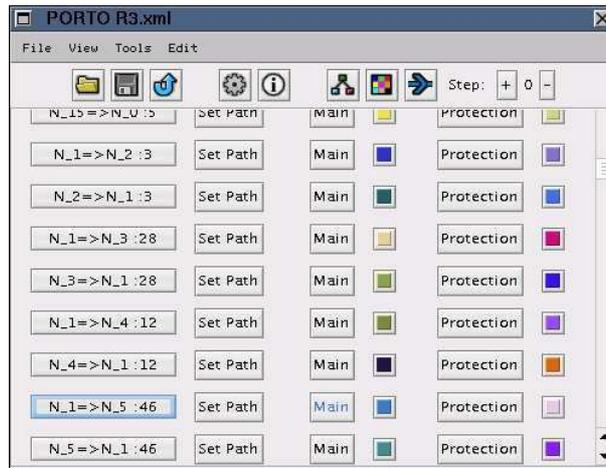 PORTO R3.xml
File View Tools Edit
Step: + 0 -
N_15=>N_0 :5 Set Path Main Protection
N_1=>N_2 :3 Set Path Main Protection
N_2=>N_1 :3 Set Path Main Protection
N_1=>N_3 :28 Set Path Main Protection
N_3=>N_1 :28 Set Path Main Protection
N_1=>N_4 :12 Set Path Main Protection
N_4=>N_1 :12 Set Path Main Protection
N_1=>N_5 :46 Set Path Main Protection
N_5=>N_1 :46 Set Path Main Protection